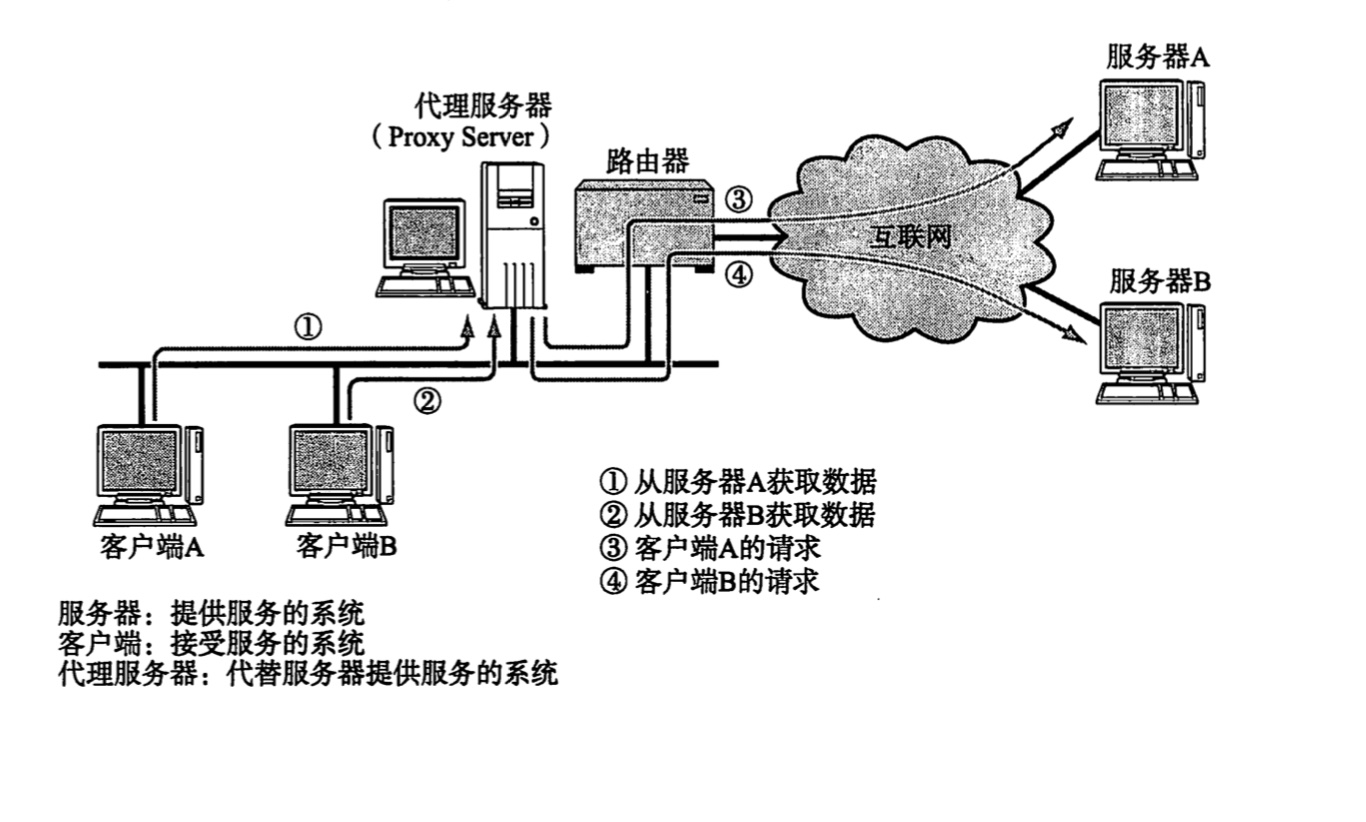 服务器A
代理服务器
（Proxy Server）
路由器
③
互联网
④
服务器B
①
②
客户端A
客户端B
① 从服务器A获取数据
② 从服务器B获取数据
③ 客户端A的请求
④ 客户端B的请求
服务器：提供服务的系统
客户端：接受服务的系统
代理服务器：代替服务器提供服务的系统